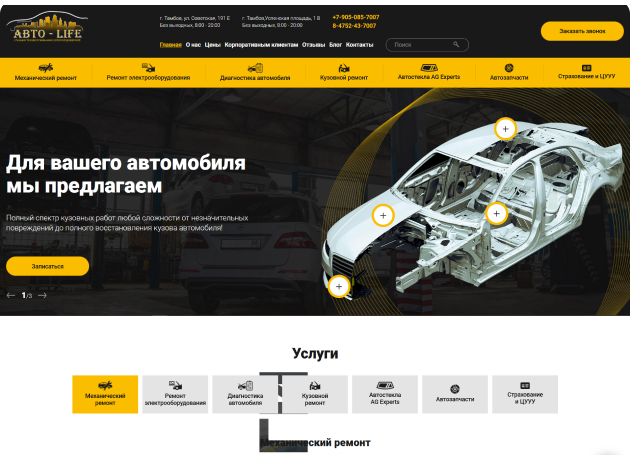 АВТО - LIFE
г. Тамбов, ул. Советская, 191 Е
Без выходных, 8:00 - 20:00
г. Тамбов,Успенская площадь, 1 В
Без выходных, 8:00 - 20:00
+7-905-085-7007
8-4752-43-7007
Заказать звонок
Главная О нас Цены Корпоративным клиентам Отзывы Блог Контакты
Поиск
Механический ремонт
Ремонт электрооборудования
Диагностика автомобиля
Кузовной ремонт
Автостекла AG Experts
Автозапчасти
Страхование и ЦУУУ
Для вашего автомобиля
мы предлагаем
Полный спектр кузовных работ любой сложности от незначительных
повреждений до полного восстановления кузова автомобиля!
Записаться
← 1/3 →
Услуги
Механический
ремонт
Ремонт
электрооборудования
Диагностика
автомобиля
Кузовной
ремонт
Автостекла
AG Experts
Автозапчасти
Страхование
и ЦУУУ
Механический ремонт